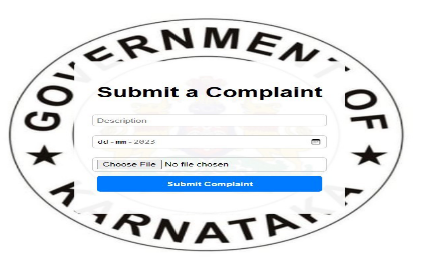 GOVERNMENT OF
Submit a Complaint
Description
dd-mm-2023
Choose File No file chosen
Submit Complaint
KARNATAKA